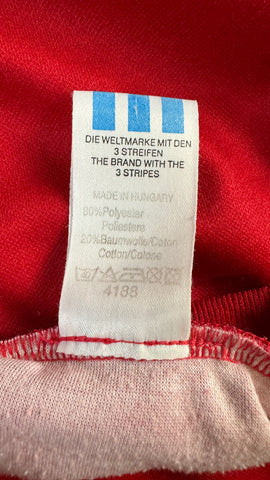 DIE WELTMARKE MIT DEN
3 STREIFEN
THE BRAND WITH THE
3 STRIPES
MADE IN HUNGARY
80%Polyester
Poliestere
20%Baumwolle/Coton
Cotton/Cotone
4188